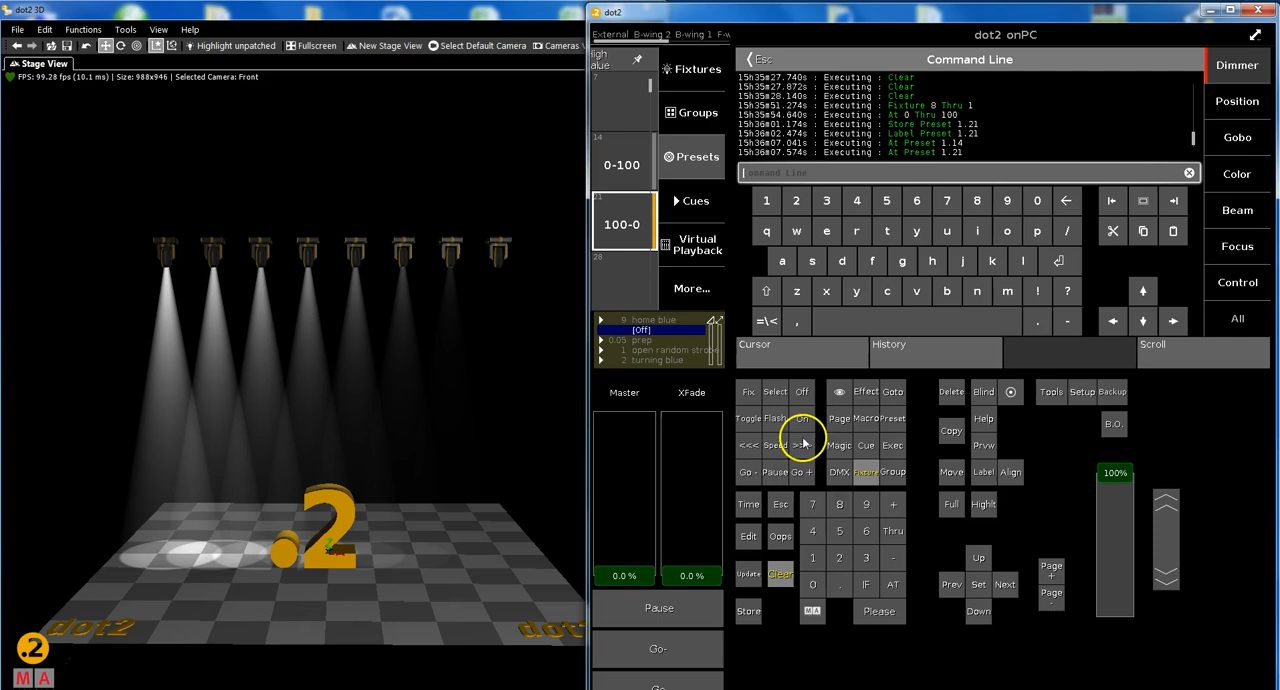 dot2 3D
File Edit Tools View Help
Highlight unpatched Fullscreen New Stage View Select Default Camera Cameras
Stage View
FPS: 99.28 fps (10.1 ms) | Size: 988x946 | Selected Camera: Front
.2
dot2
.2
M A
dot2
dot2 onPC
External B-wing 2 B-wing 1 F-w
Value
7
14
0-100
21
100-0
28
Fixtures
Groups
Presets
Cues
Virtual
Playback
More...
Esc
Command Line
15h35m27.740s : Executing : Clear
15h35m27.872s : Executing : Clear
15h35m28.140s : Executing : Clear
15h35m51.274s : Executing : Fixture 8 Thru 1
15h35m54.640s : Executing : At 0 Thru 100
15h36m01.174s : Executing : Store Preset 1.21
15h36m02.474s : Executing : Label Preset 1.21
15h36m07.041s : Executing : At Preset 1.14
15h36m07.574s : Executing : At Preset 1.21
Command Line
1 2 3 4 5 6 7 8 9 0
q w e r t y u i o p /
a s d f g h j k l
z x c v b n m ! ?
=\< , . -
Cursor History Scroll
Dimmer
Position
Gobo
Color
Beam
Focus
Control
All
9 home blue
[Off]
0.05 prep
1 open random strobe
2 turning blue
Master XFade
0.0 % 0.0 %
Pause
Go-
Fix Select Off Effect Goto Delete Blind Tools Setup Backup
Toggle Flash On Page Macro Preset Copy Help B.O.
<<< Speed >>> Magic Cue Exec Prvw
Go - Pause Go + DMX Fixture Group Move Label Align 100%
Time Esc 7 8 9 + Full Highlt
Edit Oops 4 5 6 Thru
Update Clear 1 2 3 - Up Page +
0 . IF AT Prev Set Next Page -
Store MA Please Down